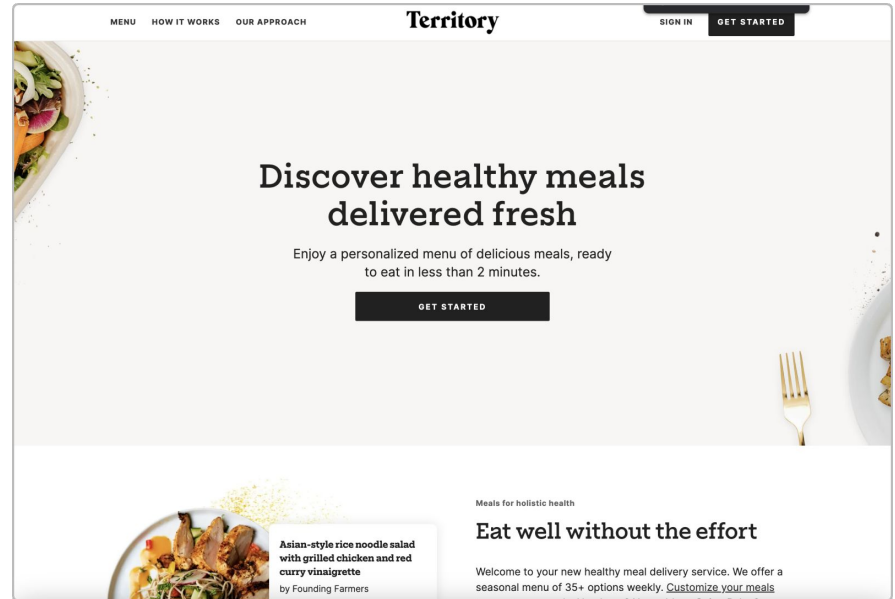 MENU HOW IT WORKS OUR APPROACH Territory SIGN IN GET STARTED
Discover healthy meals
delivered fresh
Enjoy a personalized menu of delicious meals, ready
to eat in less than 2 minutes.
GET STARTED
Asian-style rice noodle salad
with grilled chicken and red
curry vinaigrette
by Founding Farmers
Meals for holistic health
Eat well without the effort
Welcome to your new healthy meal delivery service. We offer a
seasonal menu of 35+ options weekly. Customize your meals